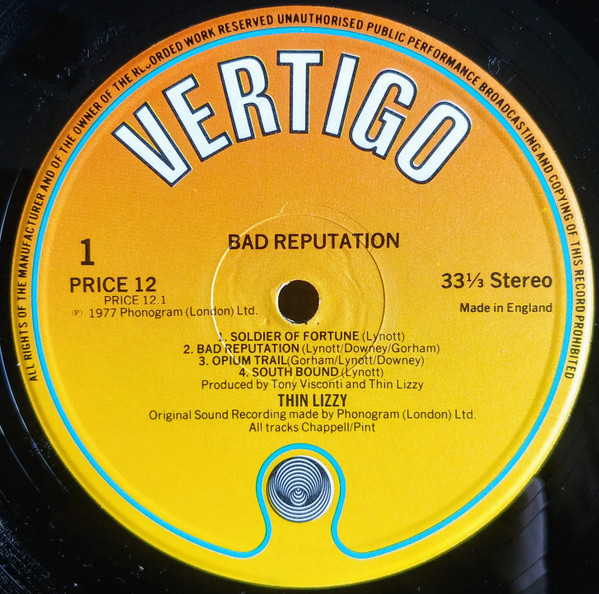 ALL RIGHTS OF THE MANUFACTURER AND OF THE OWNER OF THE RECORDED WORK RESERVED UNAUTHORISED PUBLIC PERFORMANCE BROADCASTING AND COPYING OF THIS RECORD PROHIBITED
VERTIGO
BAD REPUTATION
1
PRICE 12
PRICE 12.1
Ⓟ 1977 Phonogram (London) Ltd.
33⅓ Stereo
Made in England
1. SOLDIER OF FORTUNE (Lynott)
2. BAD REPUTATION (Lynott/Downey/Gorham)
3. OPIUM TRAIL(Gorham/Lynott/Downey)
4. SOUTH BOUND (Lynott)
Produced by Tony Visconti and Thin Lizzy
THIN LIZZY
Original Sound Recording made by Phonogram (London) Ltd.
All tracks Chappell/Pint